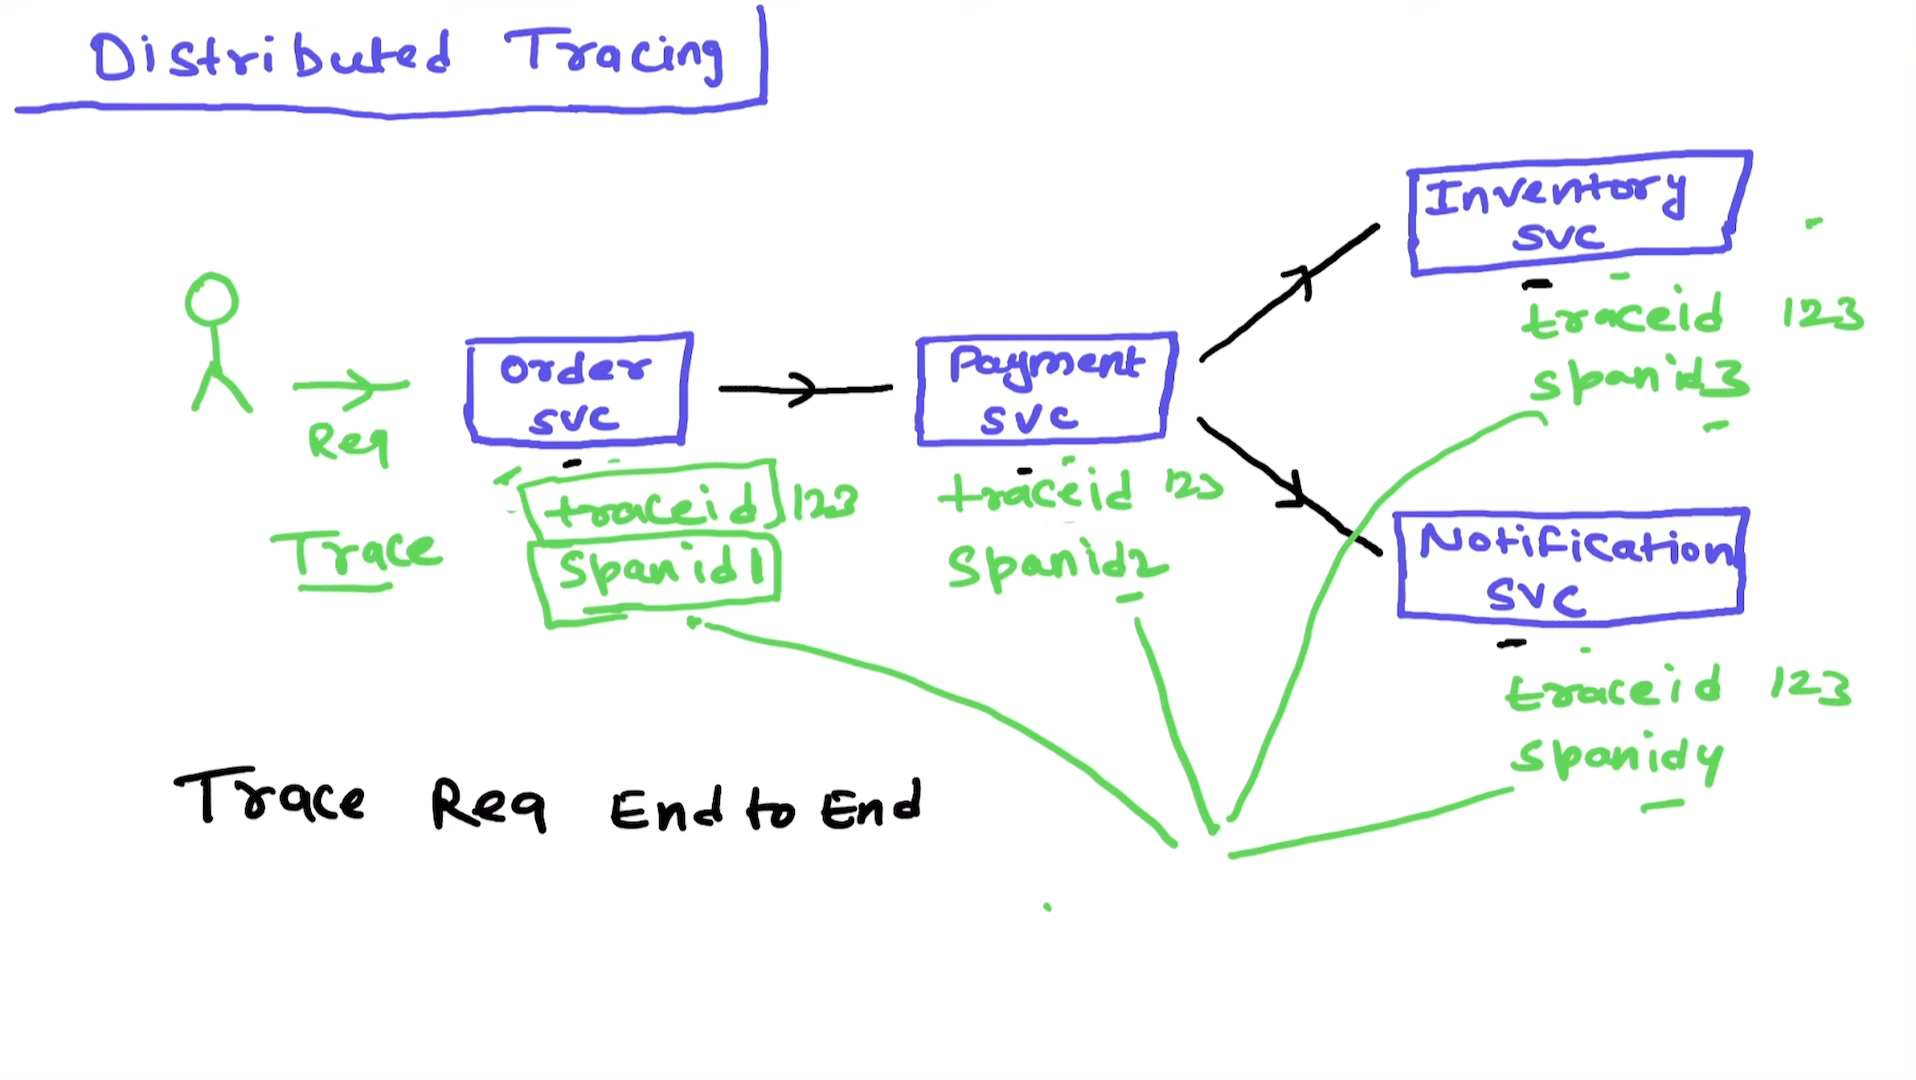 Distributed Tracing
Inventory
svc
traceid 123
spanid3
Order
svc
Payment
svc
Req
traceid 123
spanid1
Trace
traceid 123
spanid2
Notification
svc
traceid 123
spanid4
Trace Req End to End